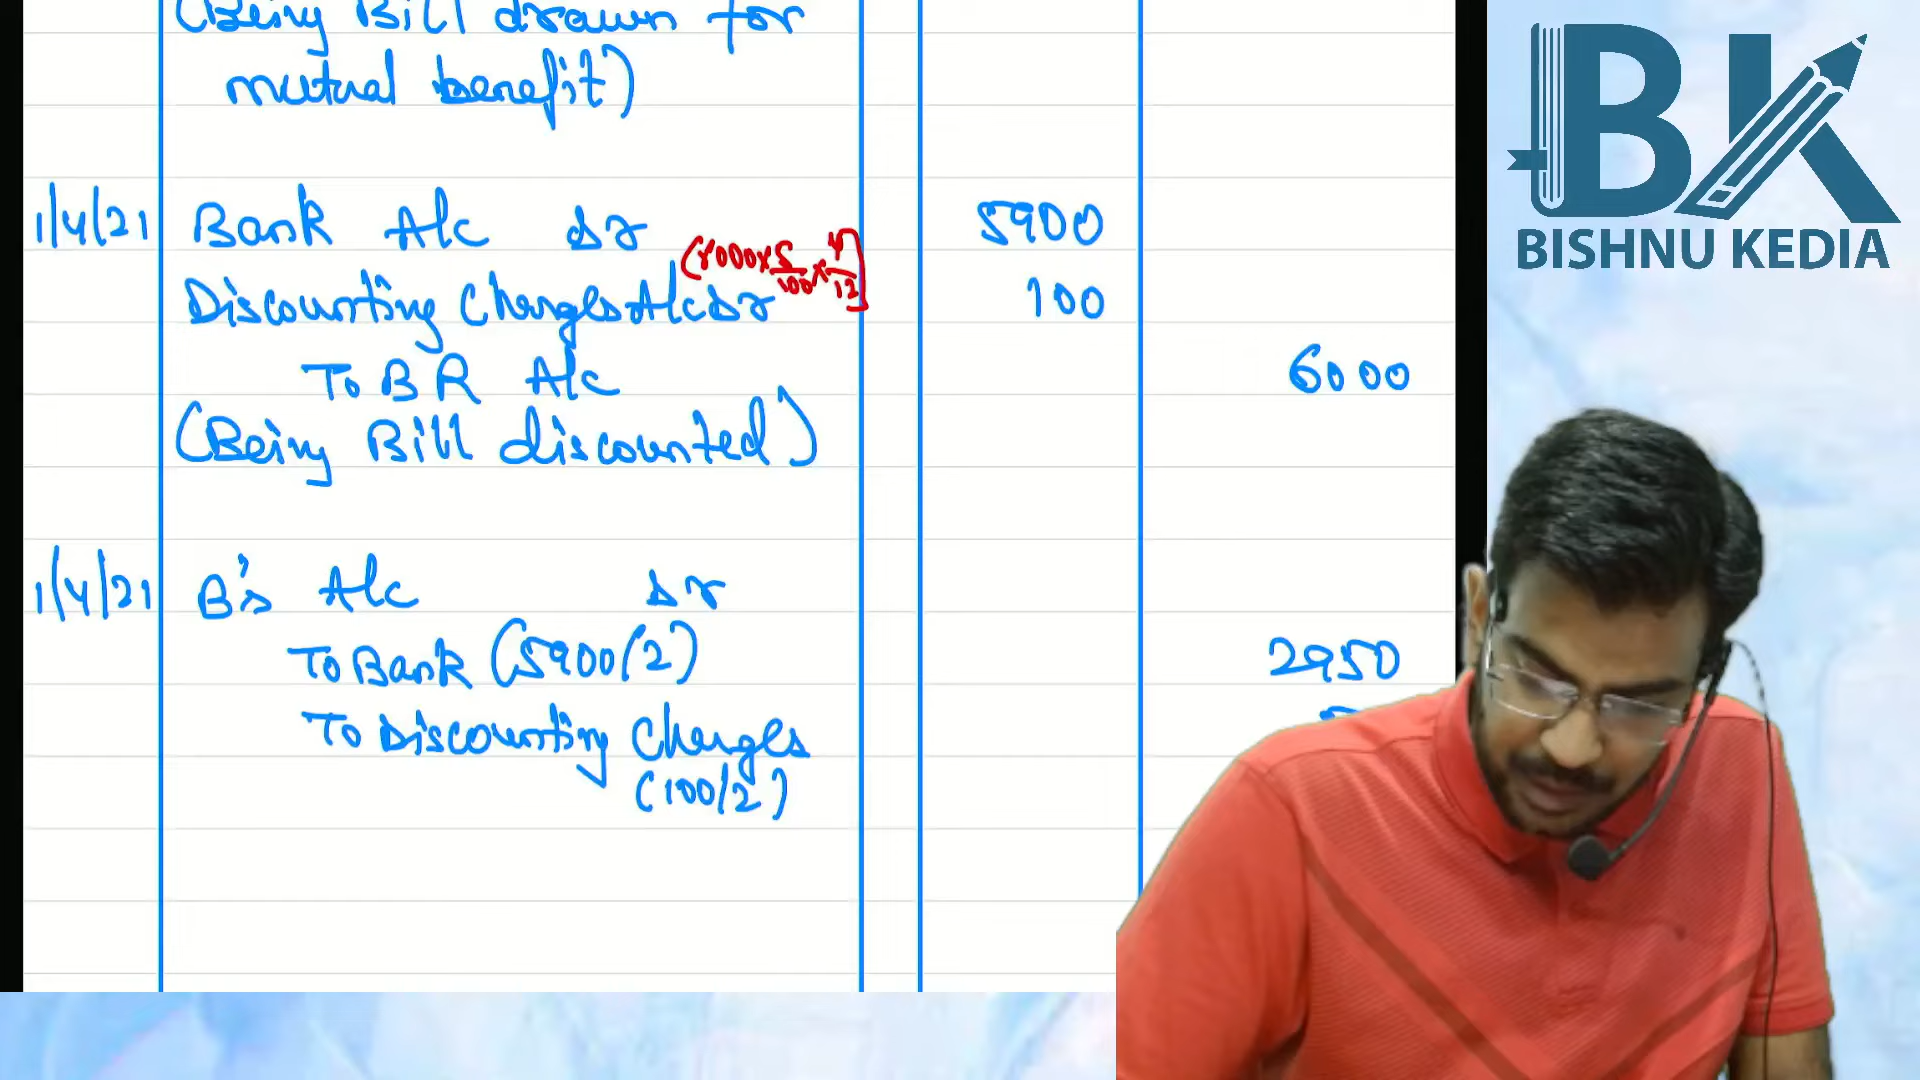 (Being Bill drawn for
mutual benefit)
1/4/21 Bank A/c Dr 5900
(6000×5/100×4/12)
Discounting Charges A/c Dr 100
To BR A/c 6000
(Being Bill discounted)
1/4/21 B's A/c Dr
To Bank (5900/2) 2950
To Discounting Charges
(100/2)
BK
BISHNU KEDIA